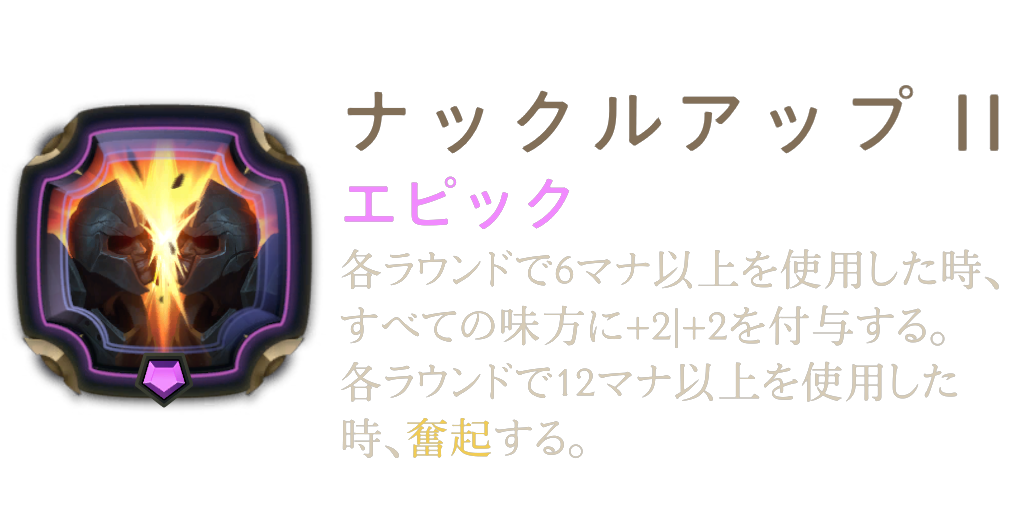 ナックルアップ II
エピック
各ラウンドで6マナ以上を使用した時、
すべての味方に+2|+2を付与する。
各ラウンドで12マナ以上を使用した
時、奮起する。